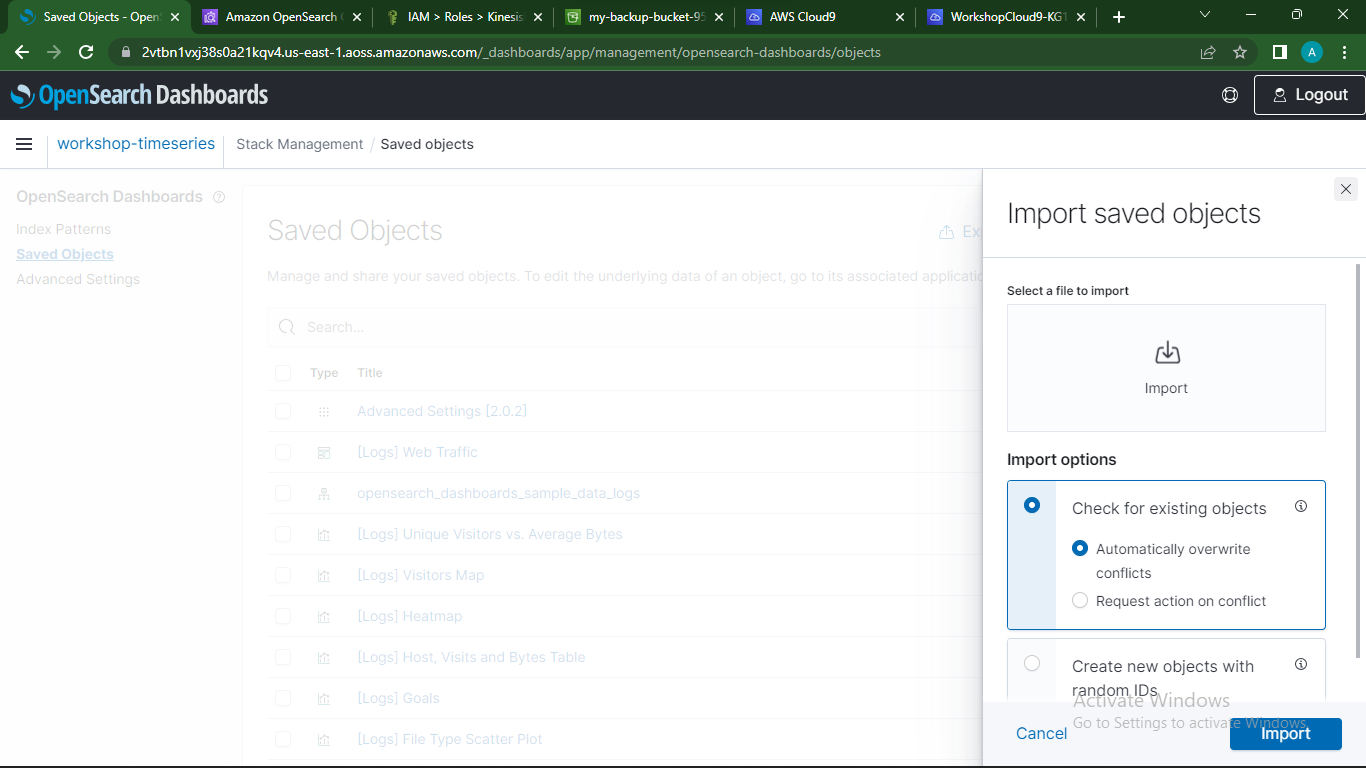 Saved Objects - Open
Amazon OpenSearch
IAM > Roles > Kinesis
my-backup-bucket-95
AWS Cloud9
WorkshopCloud9-KG1
2vtbn1vxj38s0a21kqv4.us-east-1.aoss.amazonaws.com/_dashboards/app/management/opensearch-dashboards/objects
A
OpenSearch Dashboards
Logout
workshop-timeseries
Stack Management / Saved objects
OpenSearch Dashboards
Index Patterns
Saved Objects
Advanced Settings
Saved Objects
Ex
Manage and share your saved objects. To edit the underlying data of an object, go to its associated applicatio
Search...
Type Title
Advanced Settings [2.0.2]
[Logs] Web Traffic
opensearch_dashboards_sample_data_logs
[Logs] Unique Visitors vs. Average Bytes
[Logs] Visitors Map
[Logs] Heatmap
[Logs] Host, Visits and Bytes Table
[Logs] Goals
[Logs] File Type Scatter Plot
Import saved objects
Select a file to import
Import
Import options
Check for existing objects
Automatically overwrite
conflicts
Request action on conflict
Create new objects with
random IDs
Activate Windows
Go to Settings to activate Windows.
Cancel
Import